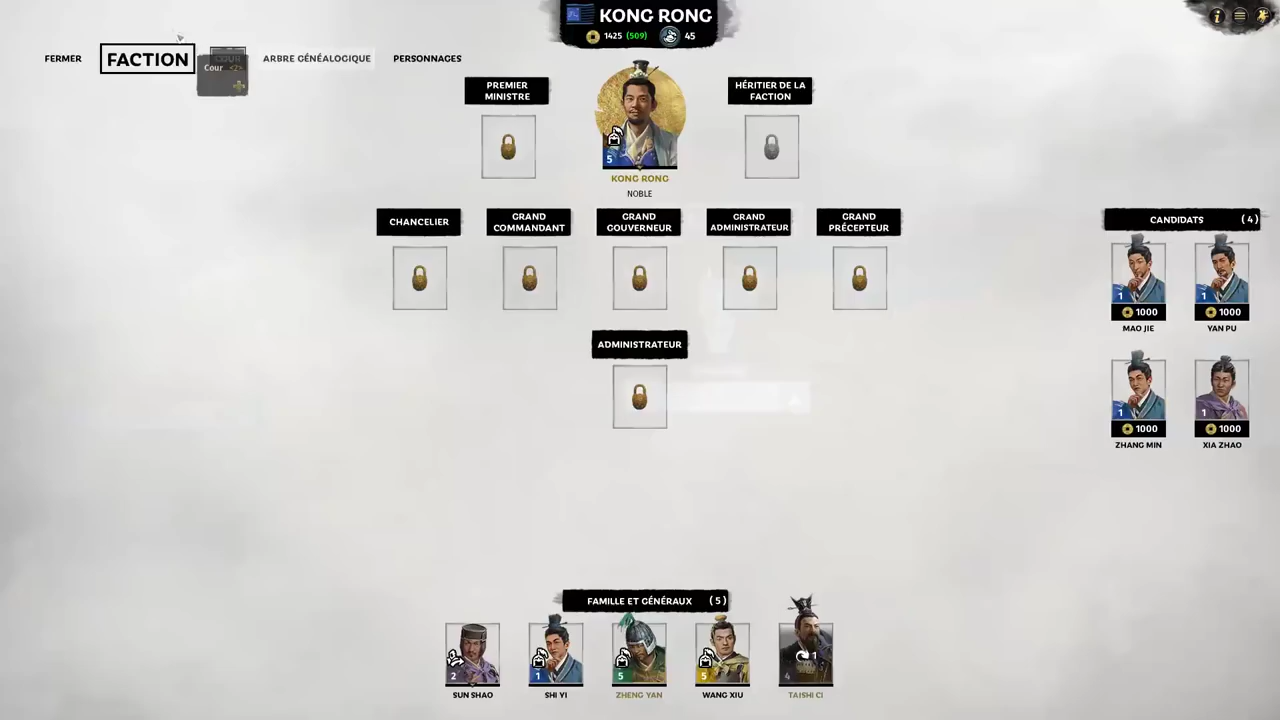 KONG RONG
1425 (509) 45
FERMER
FACTION
COUR
ARBRE GÉNÉALOGIQUE
PERSONNAGES
Cour <2>
PREMIER
MINISTRE
HÉRITIER DE LA
FACTION
5
KONG RONG
NOBLE
CHANCELIER
GRAND
COMMANDANT
GRAND
GOUVERNEUR
GRAND
ADMINISTRATEUR
GRAND
PRÉCEPTEUR
ADMINISTRATEUR
CANDIDATS (4)
1
1000
MAO JIE
1
1000
YAN PU
1
1000
ZHANG MIN
1
1000
XIA ZHAO
FAMILLE ET GÉNÉRAUX (5)
2
SUN SHAO
1
SHI YI
5
ZHENG YAN
5
WANG XIU
1
4
TAISHI CI